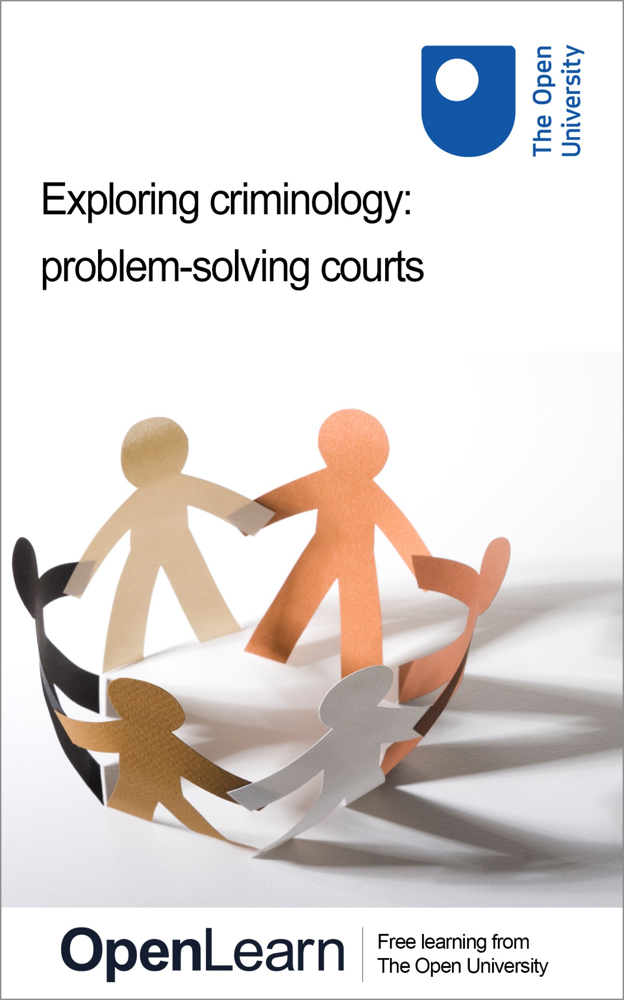 The Open
University
Exploring criminology:
problem-solving courts
OpenLearn
Free learning from
The Open University